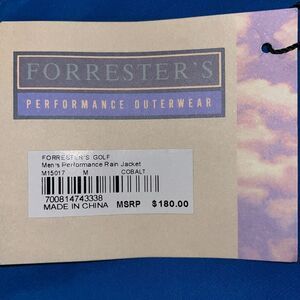 FORRESTER'S
PERFORMANCE OUTERWEAR
FORRESTER'S GOLF
Men's Performance Rain Jacket
M15017 M COBALT
700814743338
MADE IN CHINA MSRP $180.00